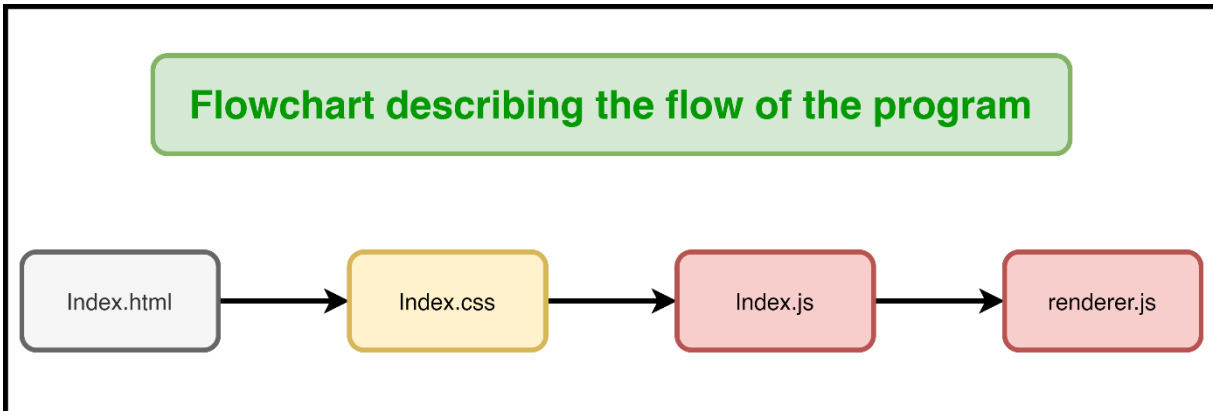 Flowchart describing the flow of the program
Index.html
Index.css
Index.js
renderer.js